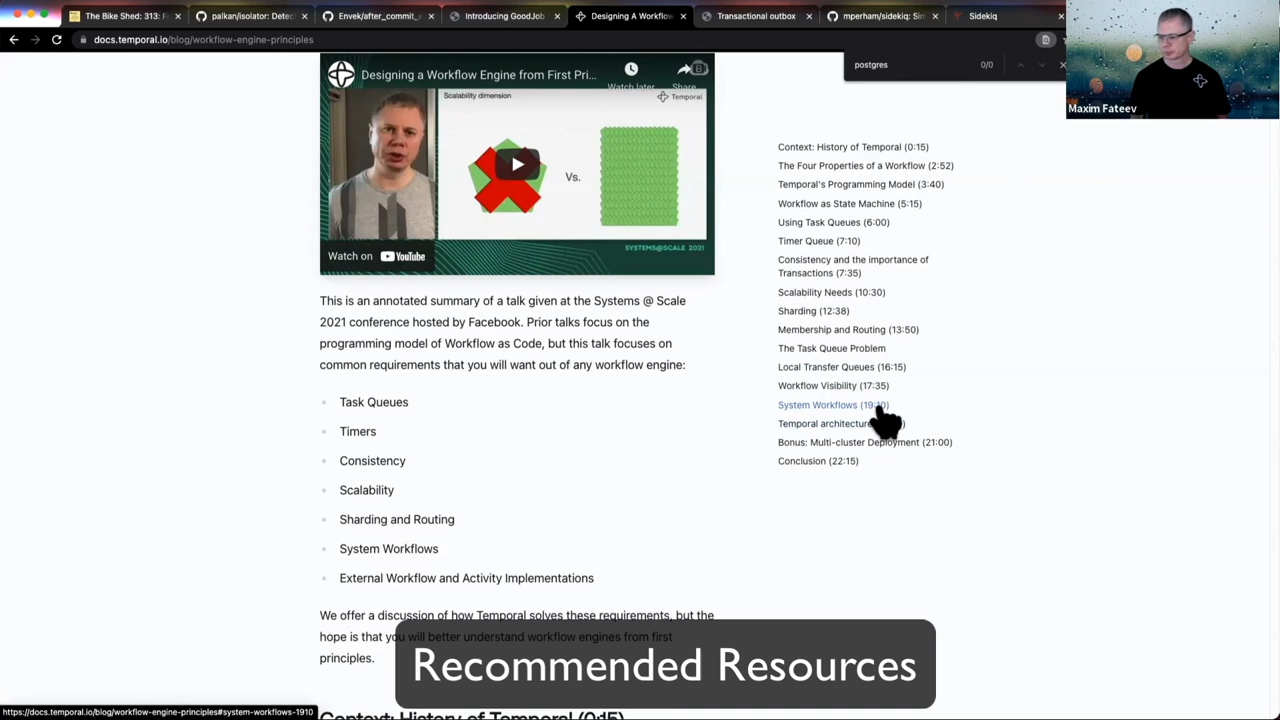 The Bike Shed: 313: F
palkan/isolator: Detec
Envek/after_commit_
Introducing GoodJob
Designing A Workflow
Transactional outbox
mperham/sidekiq: Sim
Sidekiq
docs.temporal.io/blog/workflow-engine-principles
postgres
0/0
Maxim Fateev
Designing a Workflow Engine from First Pri...
Watch later
Share
Scalability dimension
Temporal
Vs.
SYSTEMS@SCALE 2021
Watch on YouTube
This is an annotated summary of a talk given at the Systems @ Scale
2021 conference hosted by Facebook. Prior talks focus on the
programming model of Workflow as Code, but this talk focuses on
common requirements that you will want out of any workflow engine:
Task Queues
Timers
Consistency
Scalability
Sharding and Routing
System Workflows
External Workflow and Activity Implementations
We offer a discussion of how Temporal solves these requirements, but the
hope is that you will better understand workflow engines from first
principles.
Context: History of Temporal (0:15)
Context: History of Temporal (0:15)
The Four Properties of a Workflow (2:52)
Temporal's Programming Model (3:40)
Workflow as State Machine (5:15)
Using Task Queues (6:00)
Timer Queue (7:10)
Consistency and the importance of
Transactions (7:35)
Scalability Needs (10:30)
Sharding (12:38)
Membership and Routing (13:50)
The Task Queue Problem
Local Transfer Queues (16:15)
Workflow Visibility (17:35)
System Workflows (19:10)
Temporal architecture
Bonus: Multi-cluster Deployment (21:00)
Conclusion (22:15)
Recommended Resources
https://docs.temporal.io/blog/workflow-engine-principles#system-workflows-1910